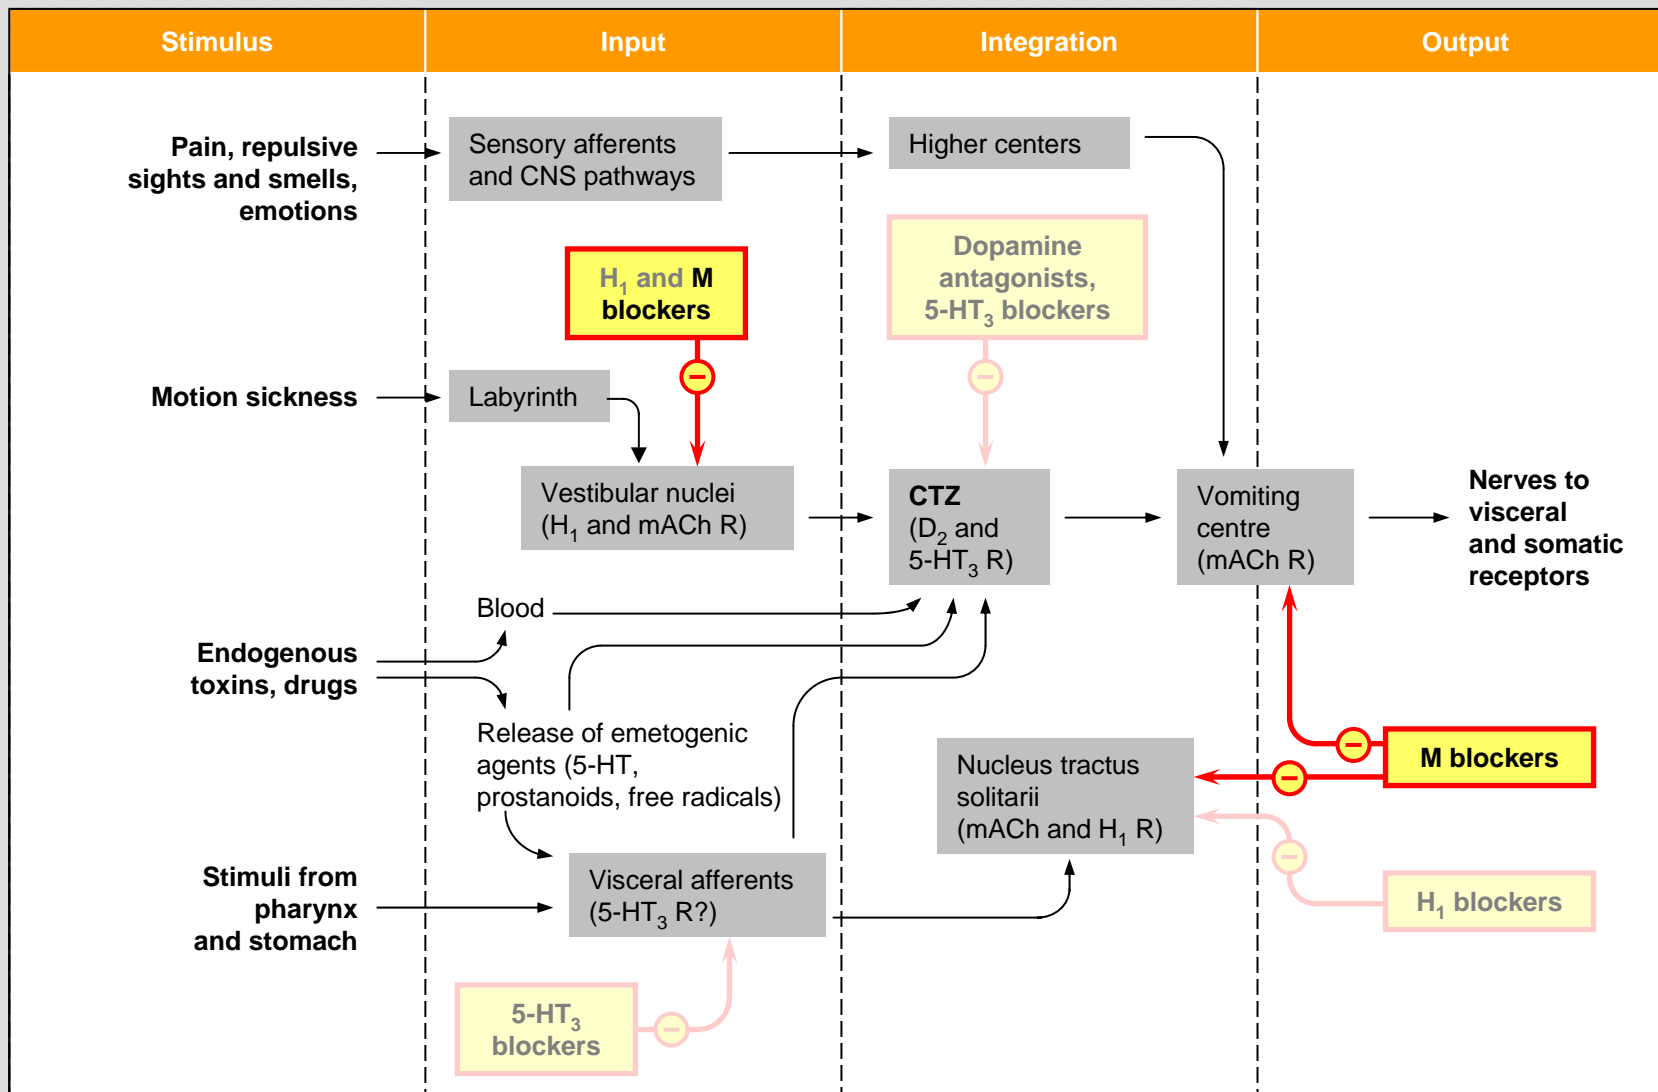 Stimulus
Input
Integration
Output
Pain, repulsive
sights and smells,
emotions
Sensory afferents
and CNS pathways
Higher centers
H₁ and M
blockers
Dopamine
antagonists,
5-HT₃ blockers
Motion sickness
Labyrinth
Vestibular nuclei
(H₁ and mACh R)
CTZ
(D₂ and
5-HT₃ R)
Vomiting
centre
(mACh R)
Nerves to
visceral
and somatic
receptors
Blood
Endogenous
toxins, drugs
Release of emetogenic
agents (5-HT,
prostanoids, free radicals)
Nucleus tractus
solitarii
(mACh and H₁ R)
M blockers
Stimuli from
pharynx
and stomach
Visceral afferents
(5-HT₃ R?)
H₁ blockers
5-HT₃
blockers